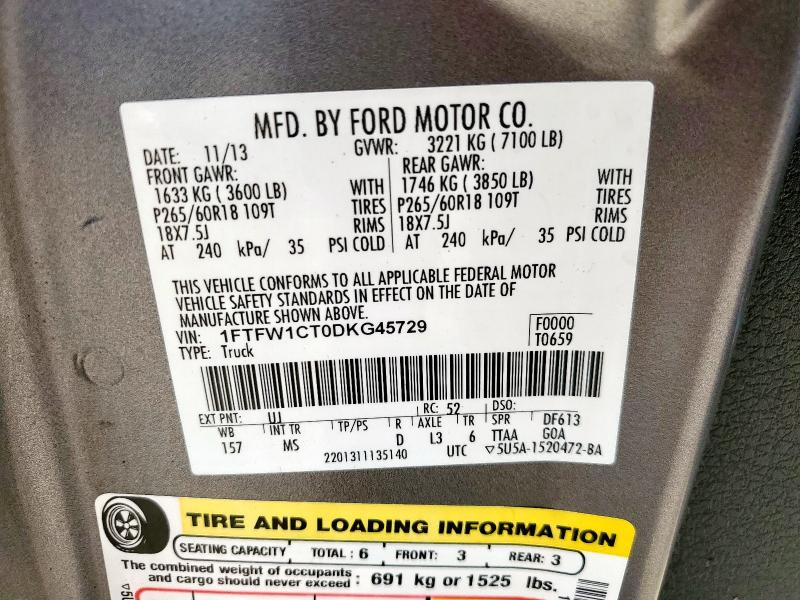 MFD. BY FORD MOTOR CO.
DATE: 11/13 GVWR: 3221 KG ( 7100 LB)
FRONT GAWR: REAR GAWR:
1633 KG ( 3600 LB) WITH 1746 KG ( 3850 LB) WITH
P265/60R18 109T TIRES P265/60R18 109T TIRES
18X7.5J RIMS 18X7.5J RIMS
AT 240 kPa/ 35 PSI COLD AT 240 kPa/ 35 PSI COLD
THIS VEHICLE CONFORMS TO ALL APPLICABLE FEDERAL MOTOR
VEHICLE SAFETY STANDARDS IN EFFECT ON THE DATE OF
MANUFACTURE SHOWN ABOVE.
VIN: 1FTFW1CT0DKG45729 F0000
TYPE: Truck T0659
EXT PNT: UJ RC: 52 DSO:
WB INT TR TP/PS R AXLE TR SPR DF613
157 MS D L3 6 TTAA GOA
2201311135140 UTC ▽5U5A-1520472-BA
TIRE AND LOADING INFORMATION
SEATING CAPACITY TOTAL : 6 FRONT: 3 REAR: 3
The combined weight of occupants
and cargo should never exceed : 691 kg or 1525 lbs.